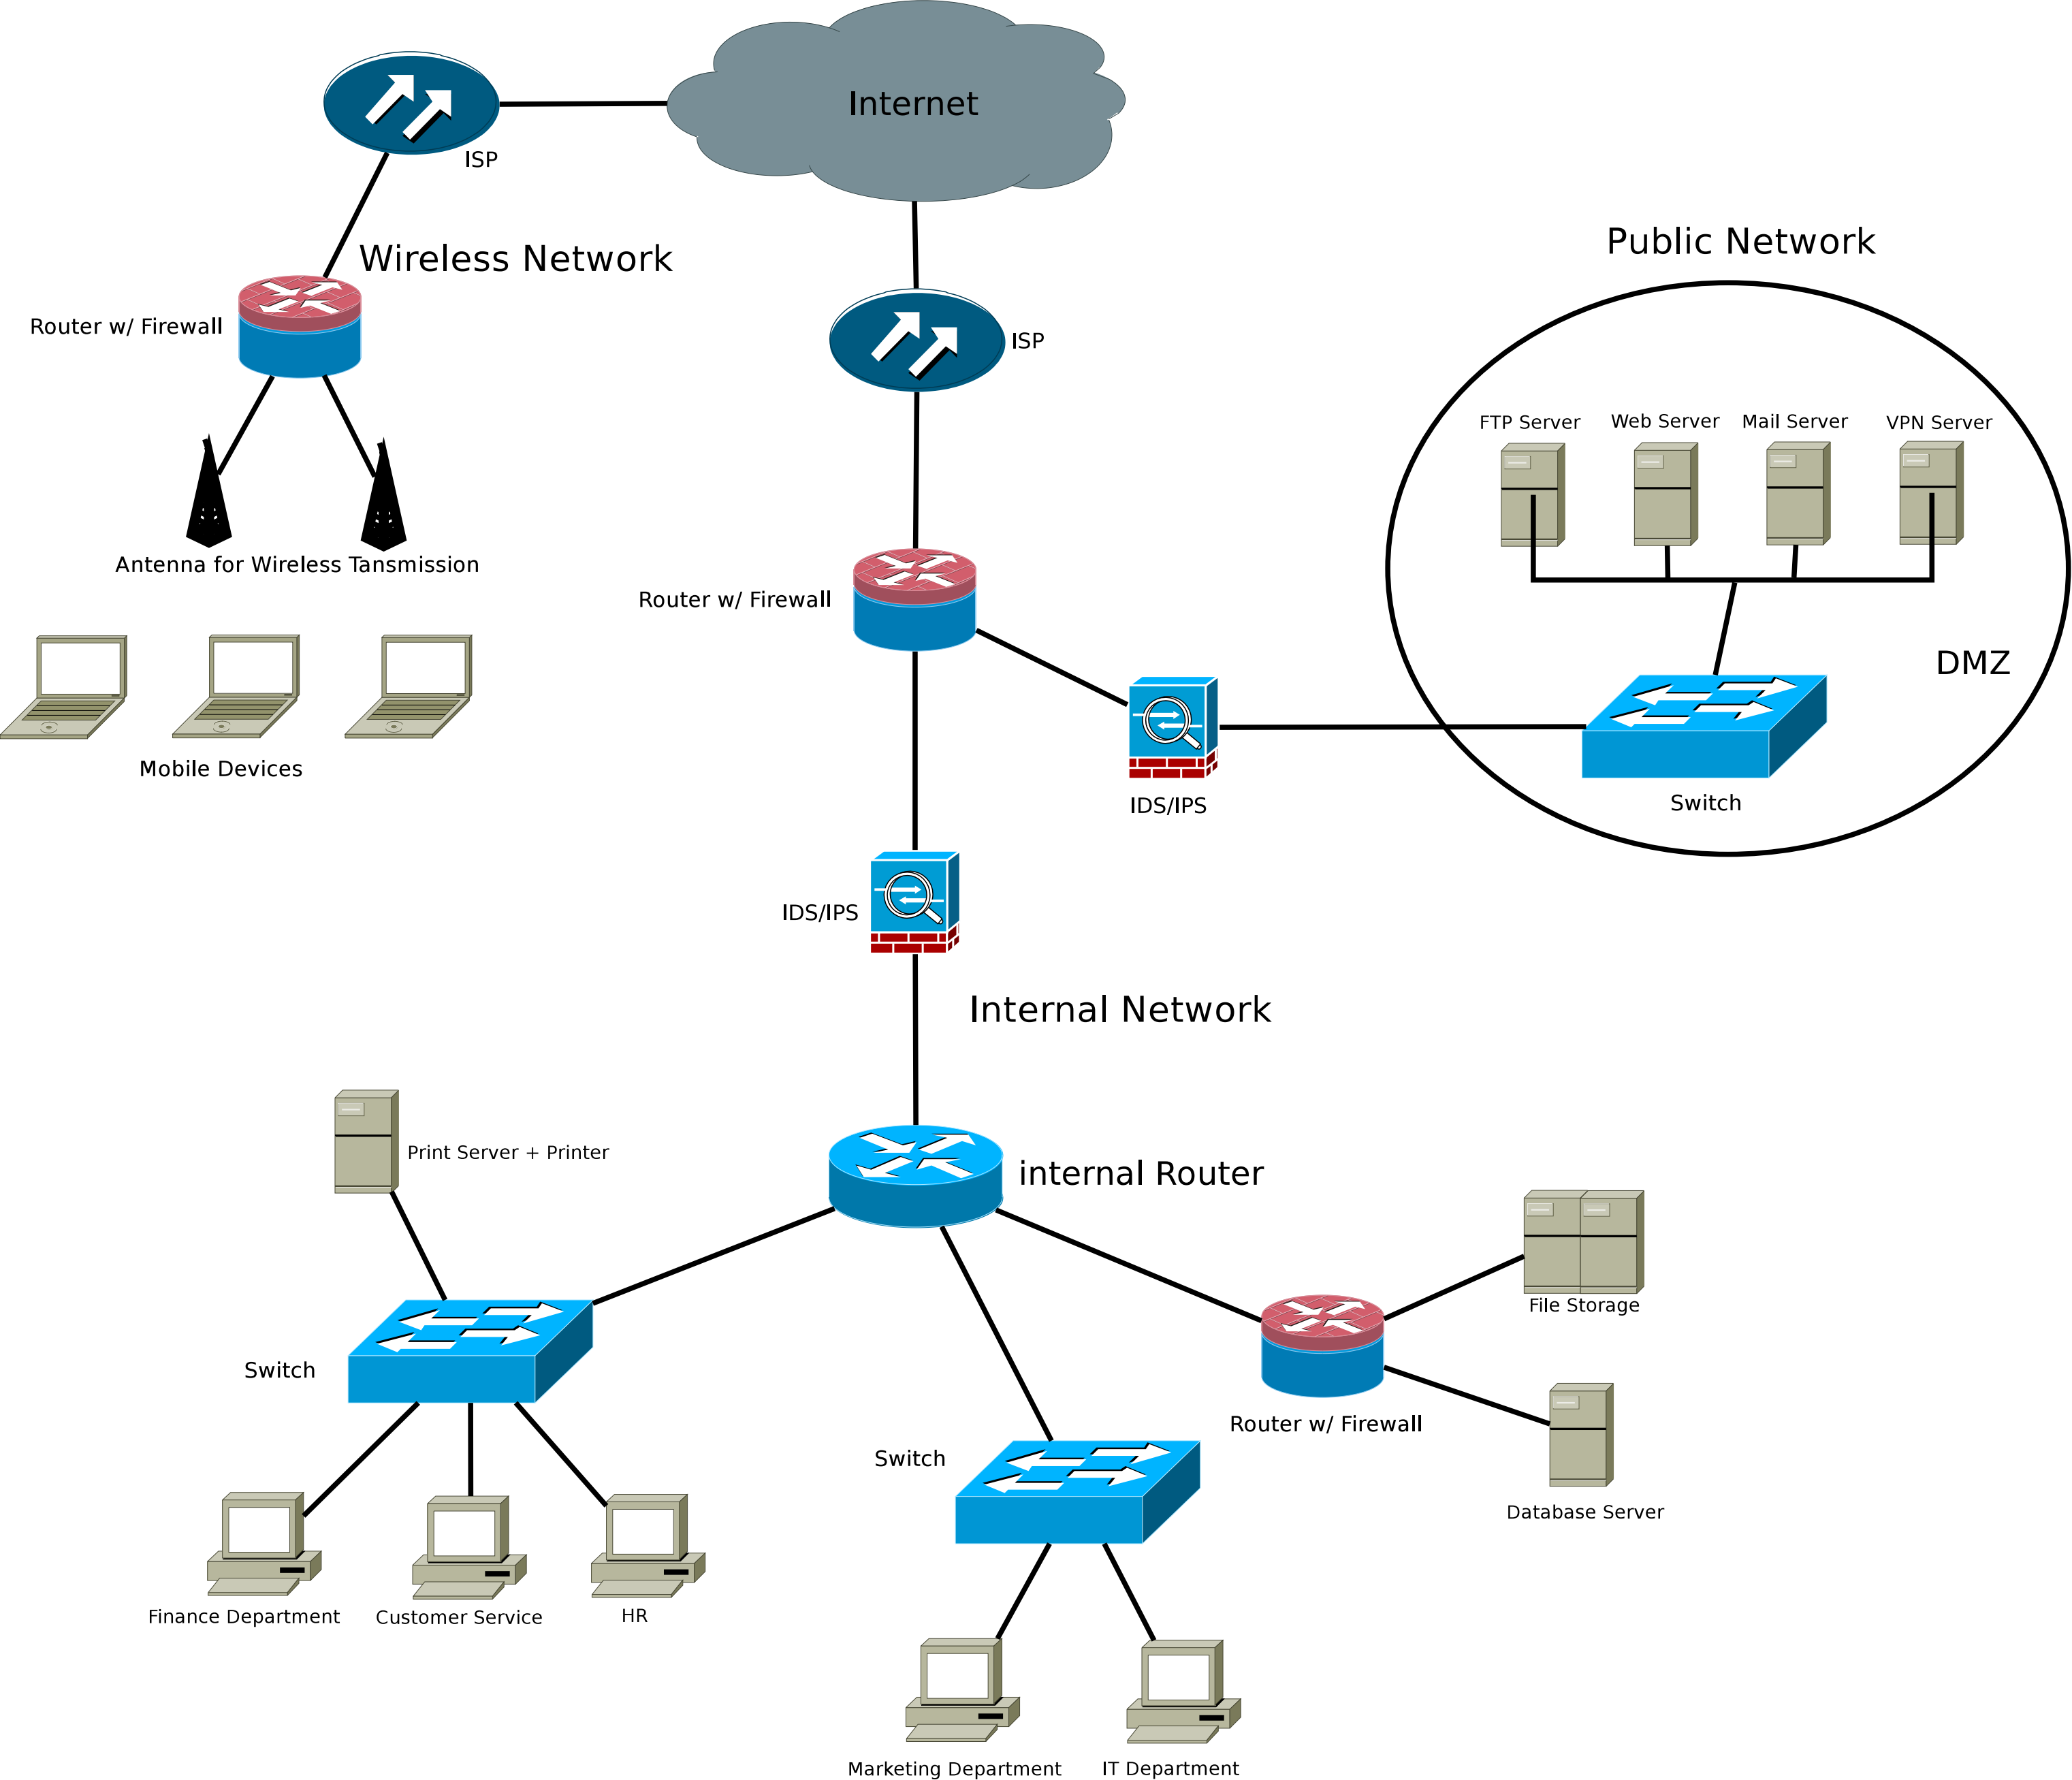 Internet
ISP
Public Network
Wireless Network
Router w/ Firewall
ISP
FTP Server
Web Server
Mail Server
VPN Server
Antenna for Wireless Tansmission
Router w/ Firewall
DMZ
Mobile Devices
IDS/IPS
Switch
IDS/IPS
Internal Network
Print Server + Printer
internal Router
File Storage
Switch
Router w/ Firewall
Switch
Database Server
Finance Department
Customer Service
HR
Marketing Department
IT Department